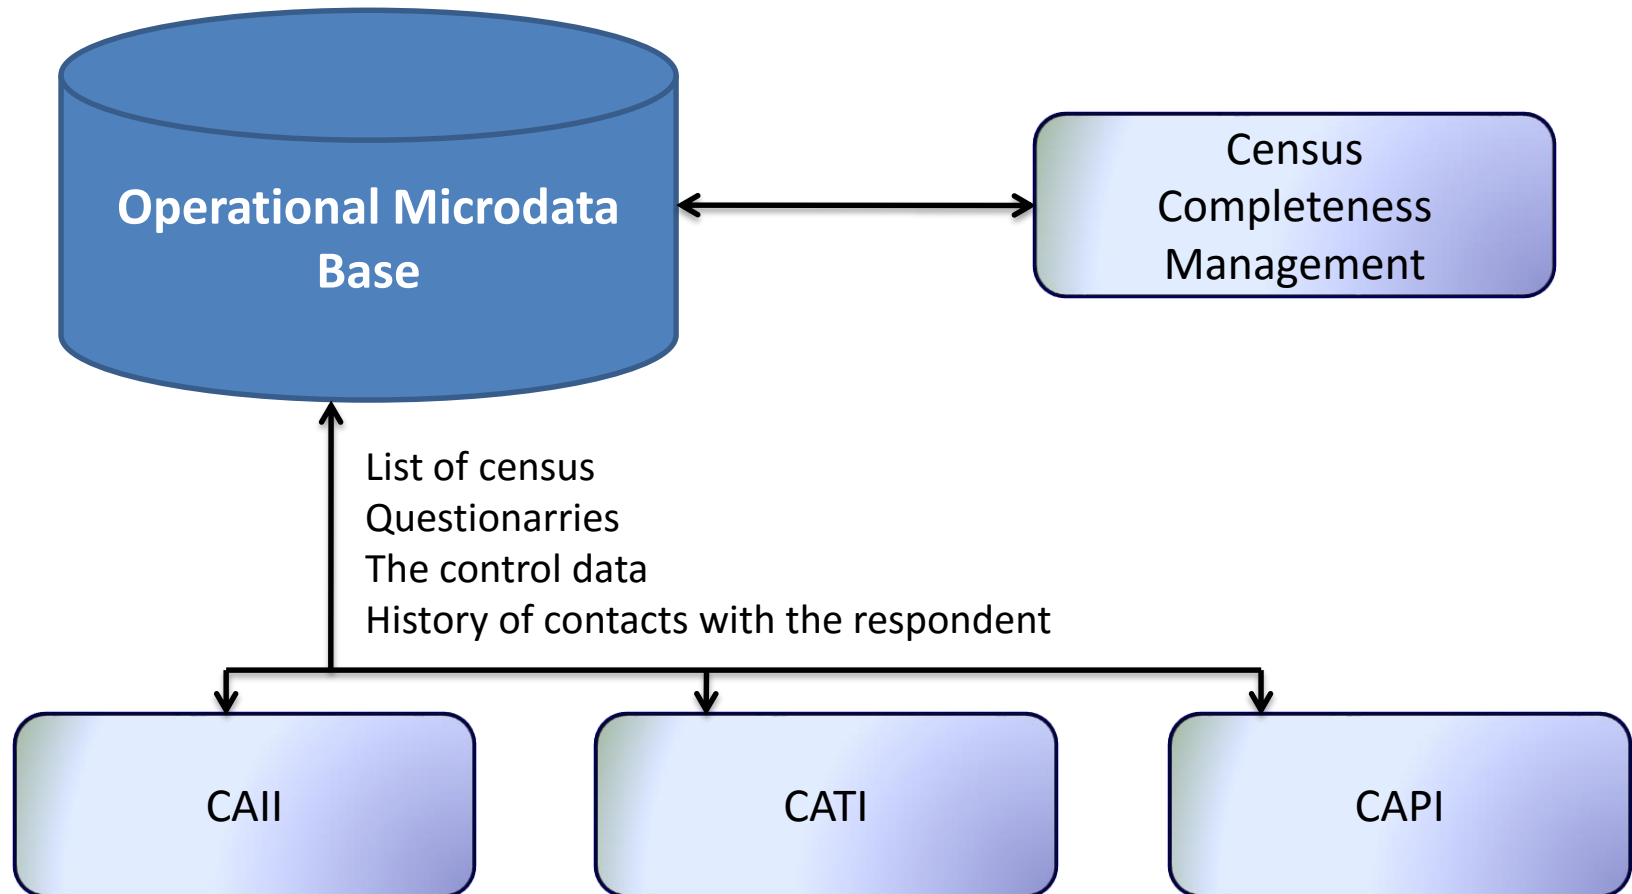 Operational Microdata
Base
Census
Completeness
Management
List of census
Questionarries
The control data
History of contacts with the respondent
CAII
CATI
CAPI